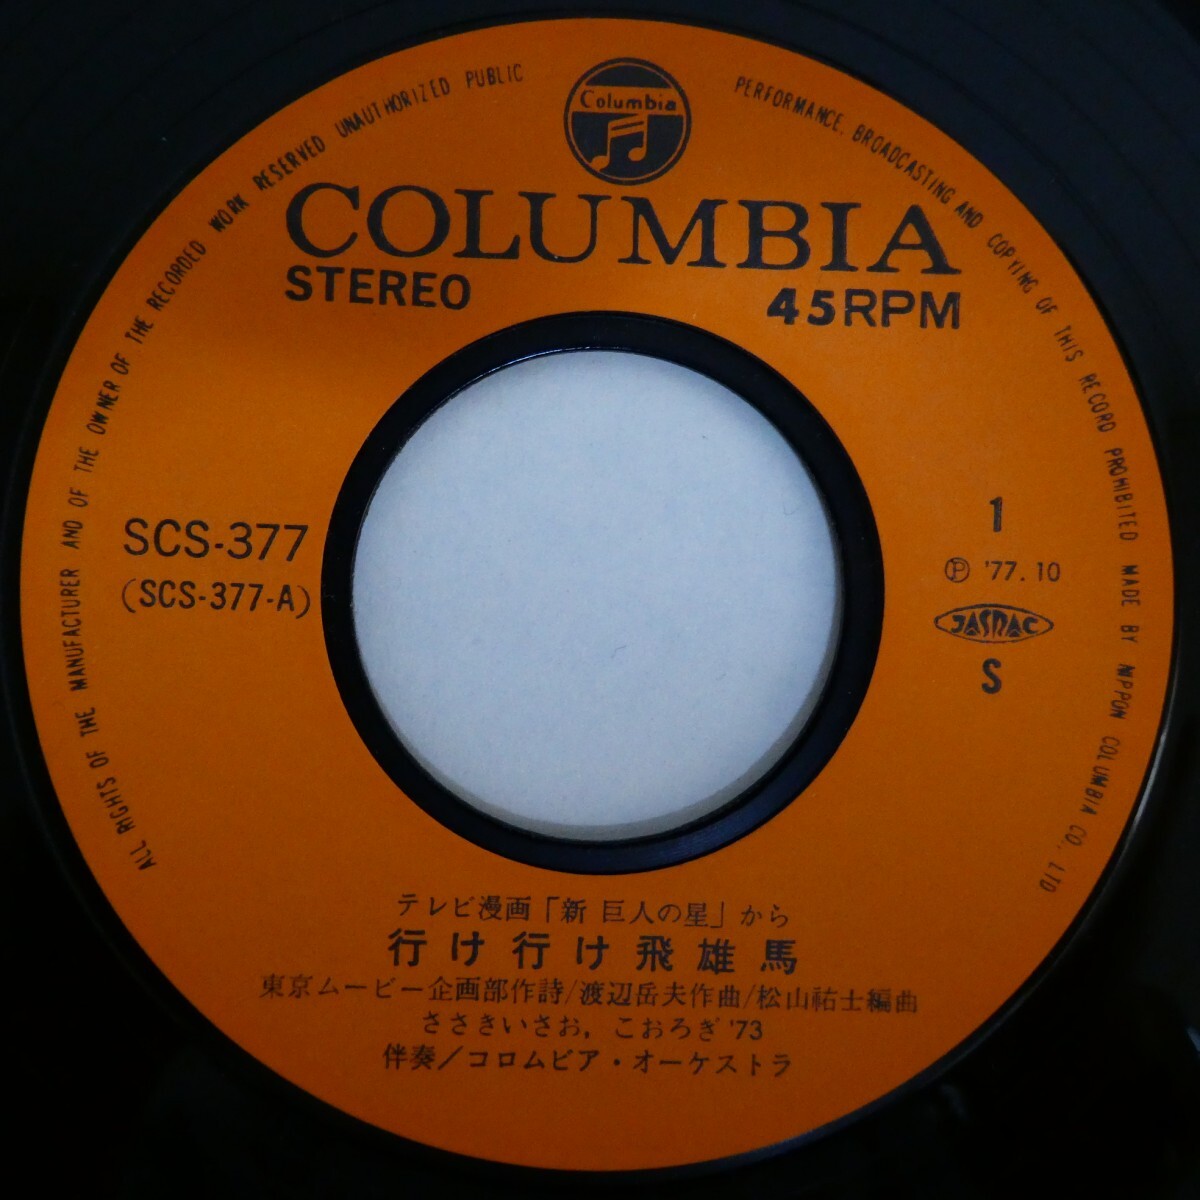 Columbia
COLUMBIA
STEREO
45RPM
SCS-377
(SCS-377-A)
1
Ⓟ '77.10
JASRAC
S
テレビ漫画「新 巨人の星」から
行け行け飛雄馬
東京ムービー企画部作詩/渡辺岳夫作曲/松山祐士編曲
ささきいさお, こおろぎ'73
伴奏/コロムビア・オーケストラ
ALL RIGHTS OF THE MANUFACTURER AND OF THE OWNER OF THE RECORDED WORK RESERVED UNAUTHORIZED PUBLIC PERFORMANCE, BROADCASTING AND COPYING OF THIS RECORD PROHIBITED MADE BY NIPPON COLUMBIA CO., LTD